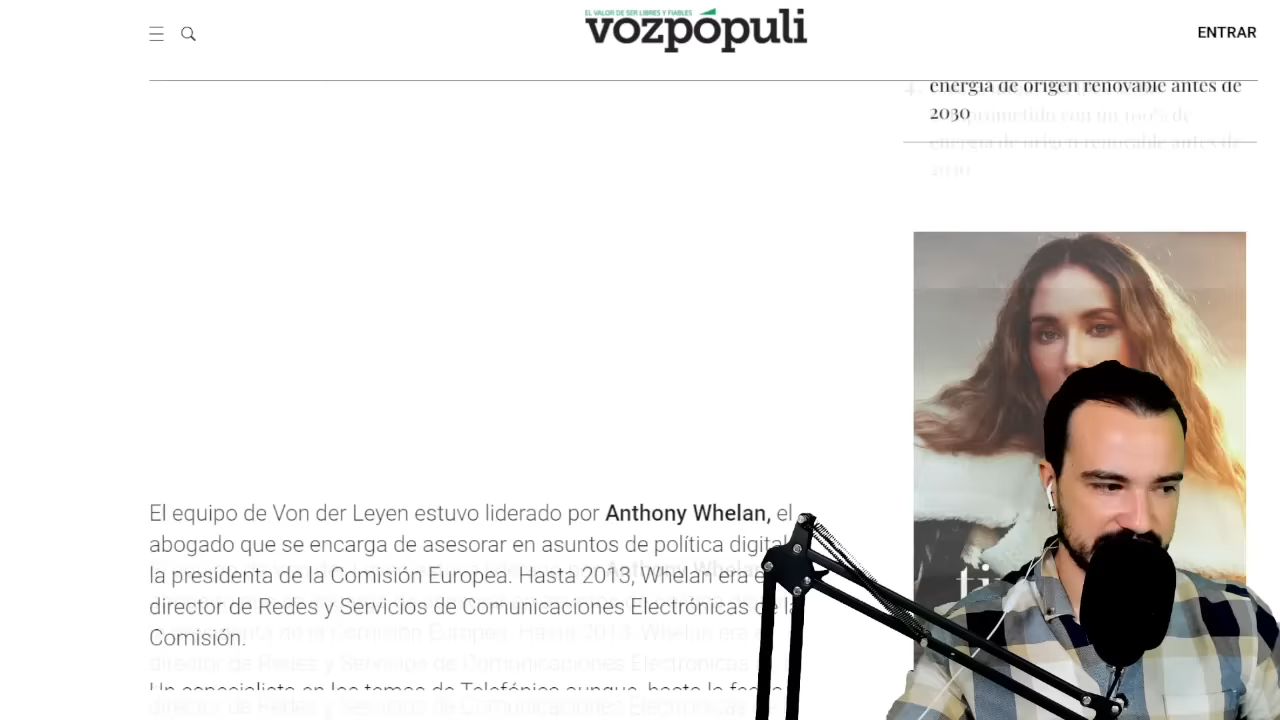 EL VALOR DE SER LIBRES Y FIABLES
vozpópuli
ENTRAR
energía de origen renovable antes de
2030
El equipo de Von der Leyen estuvo liderado por Anthony Whelan, el
abogado que se encarga de asesorar en asuntos de política digital
la presidenta de la Comisión Europea. Hasta 2013, Whelan era e
director de Redes y Servicios de Comunicaciones Electrónicas de la
Comisión.